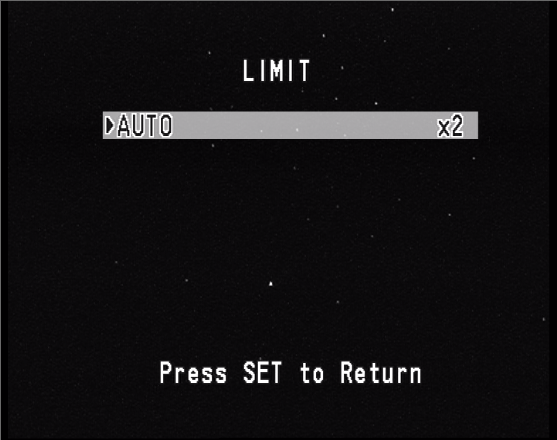 LIMIT
AUTO x2
Press SET to Return